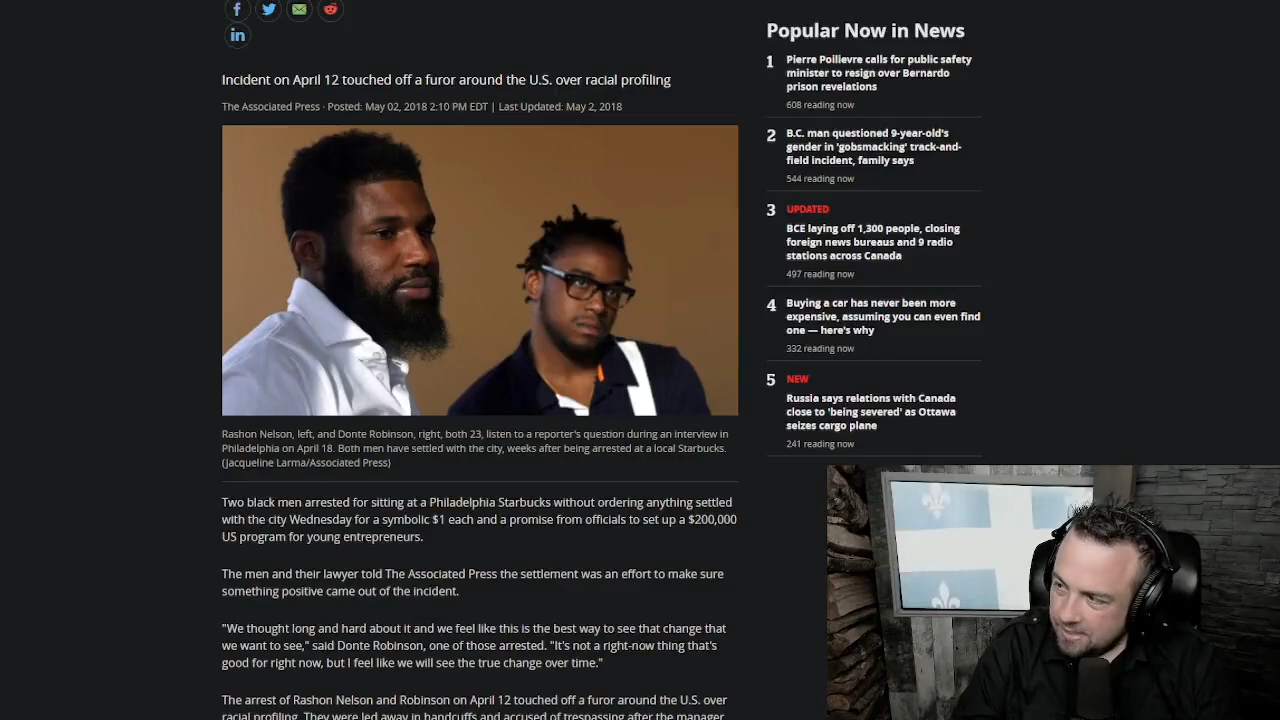 Incident on April 12 touched off a furor around the U.S. over racial profiling
The Associated Press · Posted: May 02, 2018 2:10 PM EDT | Last Updated: May 2, 2018
Rashon Nelson, left, and Donte Robinson, right, both 23, listen to a reporter's question during an interview in
Philadelphia on April 18. Both men have settled with the city, weeks after being arrested at a local Starbucks.
(Jacqueline Larma/Associated Press)
Two black men arrested for sitting at a Philadelphia Starbucks without ordering anything settled
with the city Wednesday for a symbolic $1 each and a promise from officials to set up a $200,000
US program for young entrepreneurs.
The men and their lawyer told The Associated Press the settlement was an effort to make sure
something positive came out of the incident.
"We thought long and hard about it and we feel like this is the best way to see that change that
we want to see," said Donte Robinson, one of those arrested. "It's not a right-now thing that's
good for right now, but I feel like we will see the true change over time."
The arrest of Rashon Nelson and Robinson on April 12 touched off a furor around the U.S. over
racial profiling. They were led away in handcuffs and accused of trespassing after the manager
Popular Now in News
1
Pierre Poilievre calls for public safety
minister to resign over Bernardo
prison revelations
608 reading now
2
B.C. man questioned 9-year-old's
gender in 'gobsmacking' track-and-
field incident, family says
544 reading now
3
UPDATED
BCE laying off 1,300 people, closing
foreign news bureaus and 9 radio
stations across Canada
497 reading now
4
Buying a car has never been more
expensive, assuming you can even find
one — here's why
332 reading now
5
NEW
Russia says relations with Canada
close to 'being severed' as Ottawa
seizes cargo plane
241 reading now